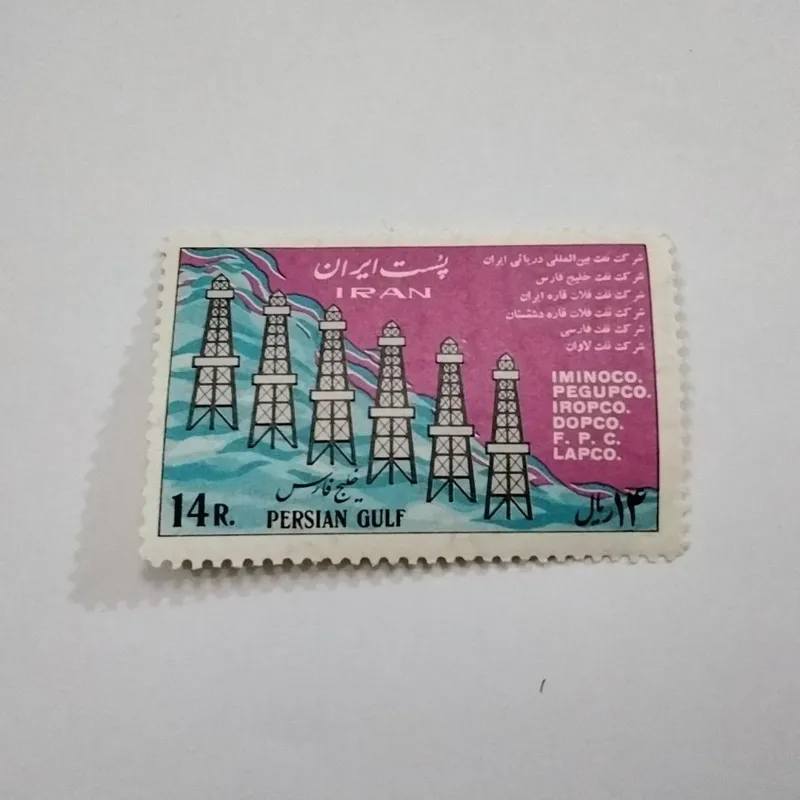 پست ایران
IRAN
شرکت نفت بین‌المللی دریائی ایران
شرکت نفت خلیج فارس
شرکت نفت فلات قاره ایران
شرکت نفت فلات قاره دشتستان
شرکت نفت فارسی
شرکت نفت لاوان
IMINOCO.
PEGUPCO.
IROPCO.
DOPCO.
F. P. C.
LAPCO.
خلیج فارس
14 R. PERSIAN GULF ۱۴ ریال